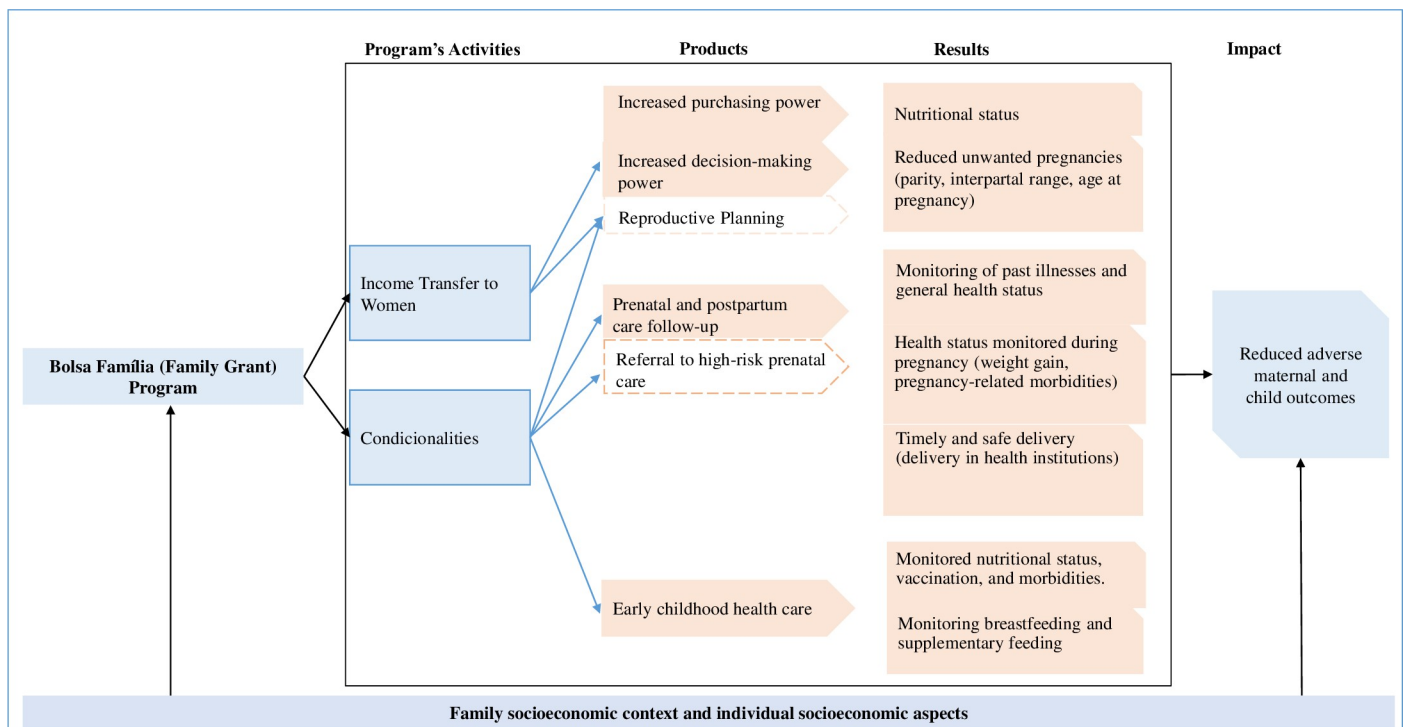 Program's Activities
Products
Results
Impact
Increased purchasing power
Increased decision-making
power
Reproductive Planning
Nutritional status
Reduced unwanted pregnancies
(parity, interpartal range, age at
pregnancy)
Income Transfer to
Women
Prenatal and postpartum
care follow-up
Referral to high-risk prenatal
care
Monitoring of past illnesses and
general health status
Health status monitored during
pregnancy (weight gain,
pregnancy-related morbidities)
Bolsa Família (Family Grant)
Program
Condicionalities
Timely and safe delivery
(delivery in health institutions)
Reduced adverse
maternal and
child outcomes
Early childhood health care
Monitored nutritional status,
vaccination, and morbidities.
Monitoring breastfeeding and
supplementary feeding
Family socioeconomic context and individual socioeconomic aspects